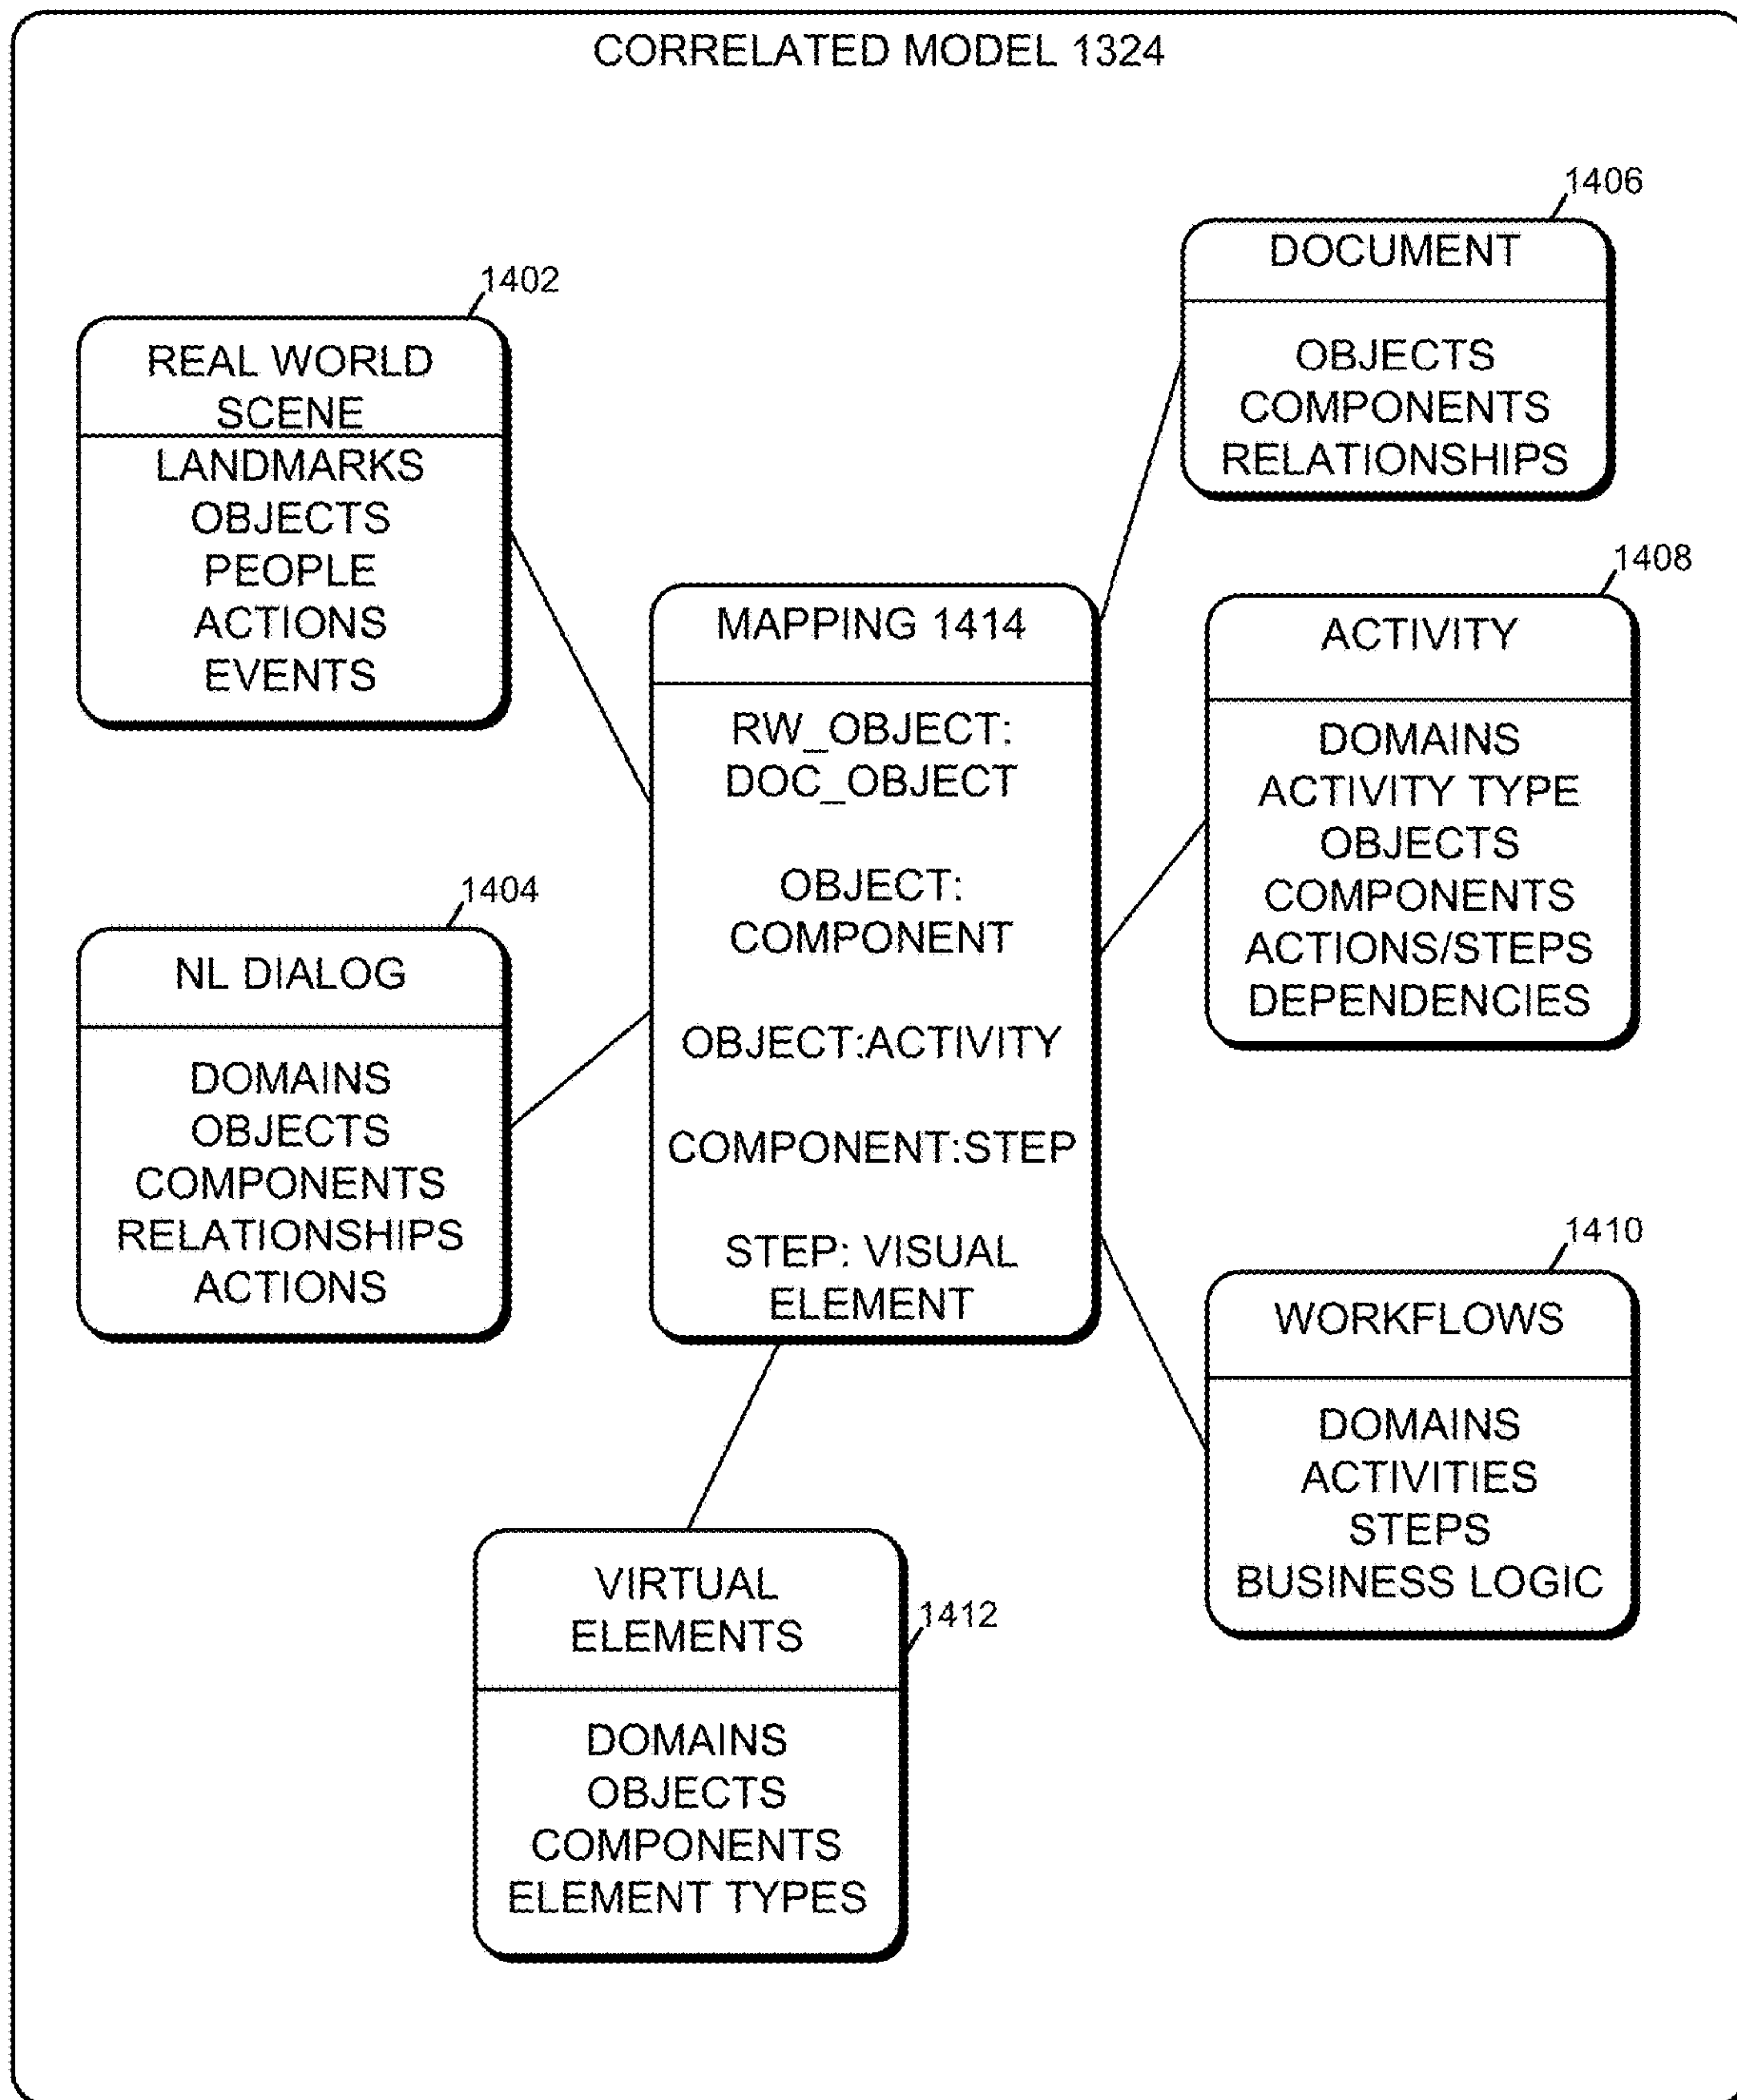 CORRELATED MODEL 1324
1402
REAL WORLD
SCENE
LANDMARKS
OBJECTS
PEOPLE
ACTIONS
EVENTS
1404
NL DIALOG
DOMAINS
OBJECTS
COMPONENTS
RELATIONSHIPS
ACTIONS
MAPPING 1414
RW_OBJECT:
DOC_OBJECT
OBJECT:
COMPONENT
OBJECT:ACTIVITY
COMPONENT:STEP
STEP: VISUAL
ELEMENT
1406
DOCUMENT
OBJECTS
COMPONENTS
RELATIONSHIPS
1408
ACTIVITY
DOMAINS
ACTIVITY TYPE
OBJECTS
COMPONENTS
ACTIONS/STEPS
DEPENDENCIES
1410
WORKFLOWS
DOMAINS
ACTIVITIES
STEPS
BUSINESS LOGIC
VIRTUAL
ELEMENTS
1412
DOMAINS
OBJECTS
COMPONENTS
ELEMENT TYPES